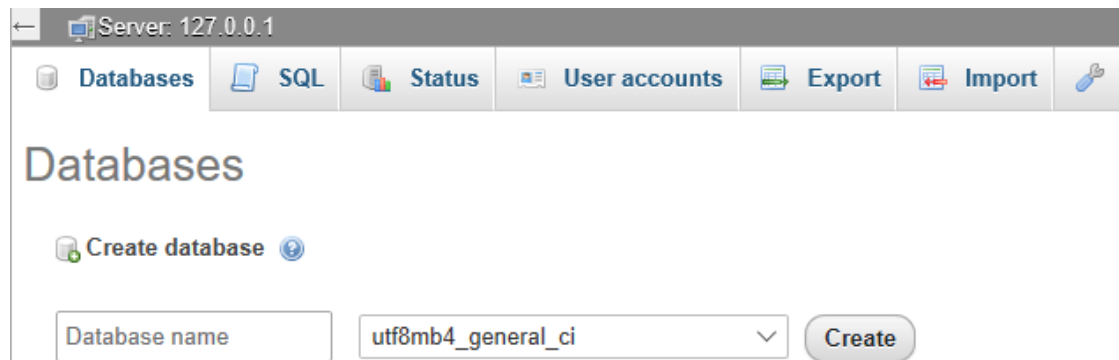 Server: 127.0.0.1
Databases SQL Status User accounts Export Import
Databases
Create database
Database name utf8mb4_general_ci Create